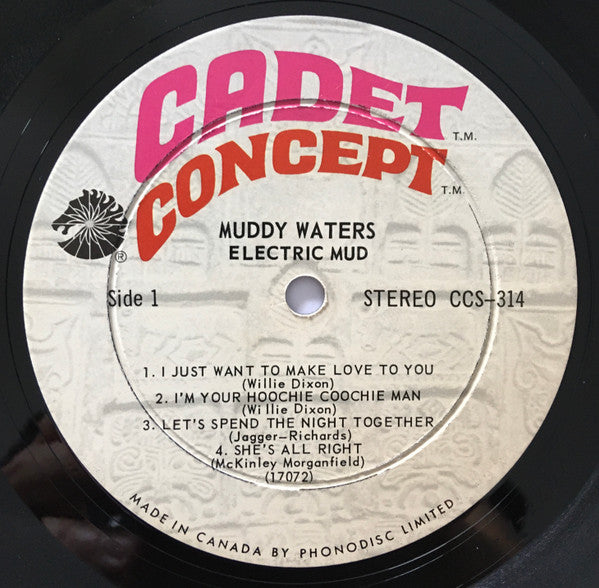 CADET T.M.
CONCEPT T.M.
®
MUDDY WATERS
ELECTRIC MUD
Side 1 STEREO CCS-314
1. I JUST WANT TO MAKE LOVE TO YOU
(Willie Dixon)
2. I'M YOUR HOOCHIE COOCHIE MAN
(Willie Dixon)
3. LET'S SPEND THE NIGHT TOGETHER
(Jagger-Richards)
4. SHE'S ALL RIGHT
(McKinley Morganfield)
(17072)
MADE IN CANADA BY PHONODISC LIMITED